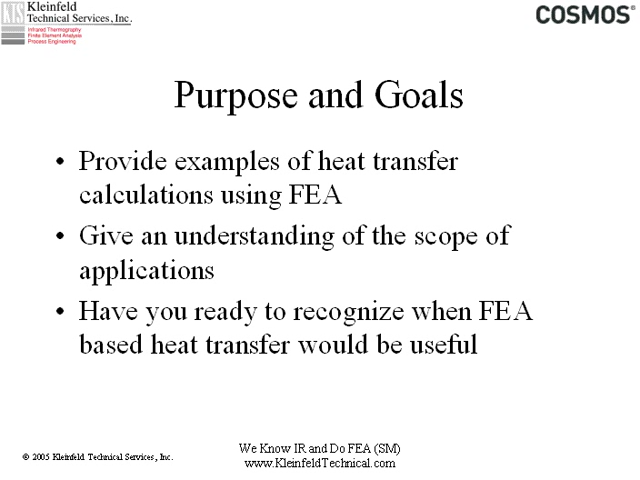 KTS
Kleinfeld
Technical Services, Inc.
Infrared Thermography
Finite Element Analysis
Process Engineering
COSMOS®
Purpose and Goals
• Provide examples of heat transfer
calculations using FEA
• Give an understanding of the scope of
applications
• Have you ready to recognize when FEA
based heat transfer would be useful
© 2005 Kleinfeld Technical Services, Inc.
We Know IR and Do FEA (SM)
www.KleinfeldTechnical.com